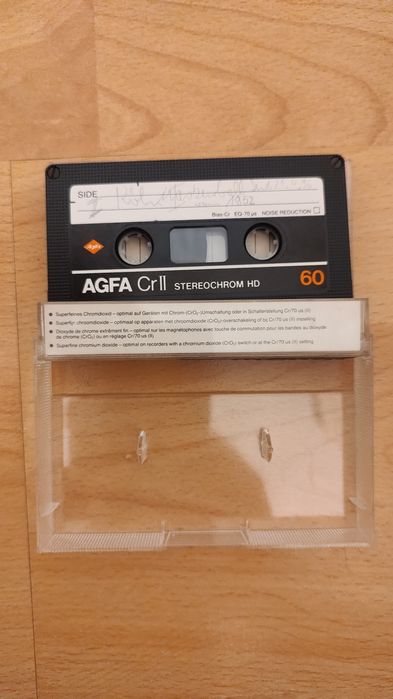 SIDE
2
1952
Bias-Cr EQ-70 µs NOISE REDUCTION
Agfa
AGFA Cr II STEREOCHROM HD 60
Superfeines Chromdioxid – optimal auf Geräten mit Chrom-(CrO₂-)Umschaltung oder in Schalterstellung Cr/70 us (II)
Superfijn chroomdioxide – optimaal op apparaten met chroomdioxide (CrO₂)-overschakeling of bij Cr/70 us (II) instelling
Dioxyde de chrome extrêmement fin – optimal sur les magnétophones avec touche de commutation pour les bandes au dioxyde
de chrome (CrO₂) ou en réglage Cr/70 us (II)
Superfine chromium dioxide – optimal on recorders with a chromium dioxide (CrO₂) switch or at the Cr/70 us (II) setting